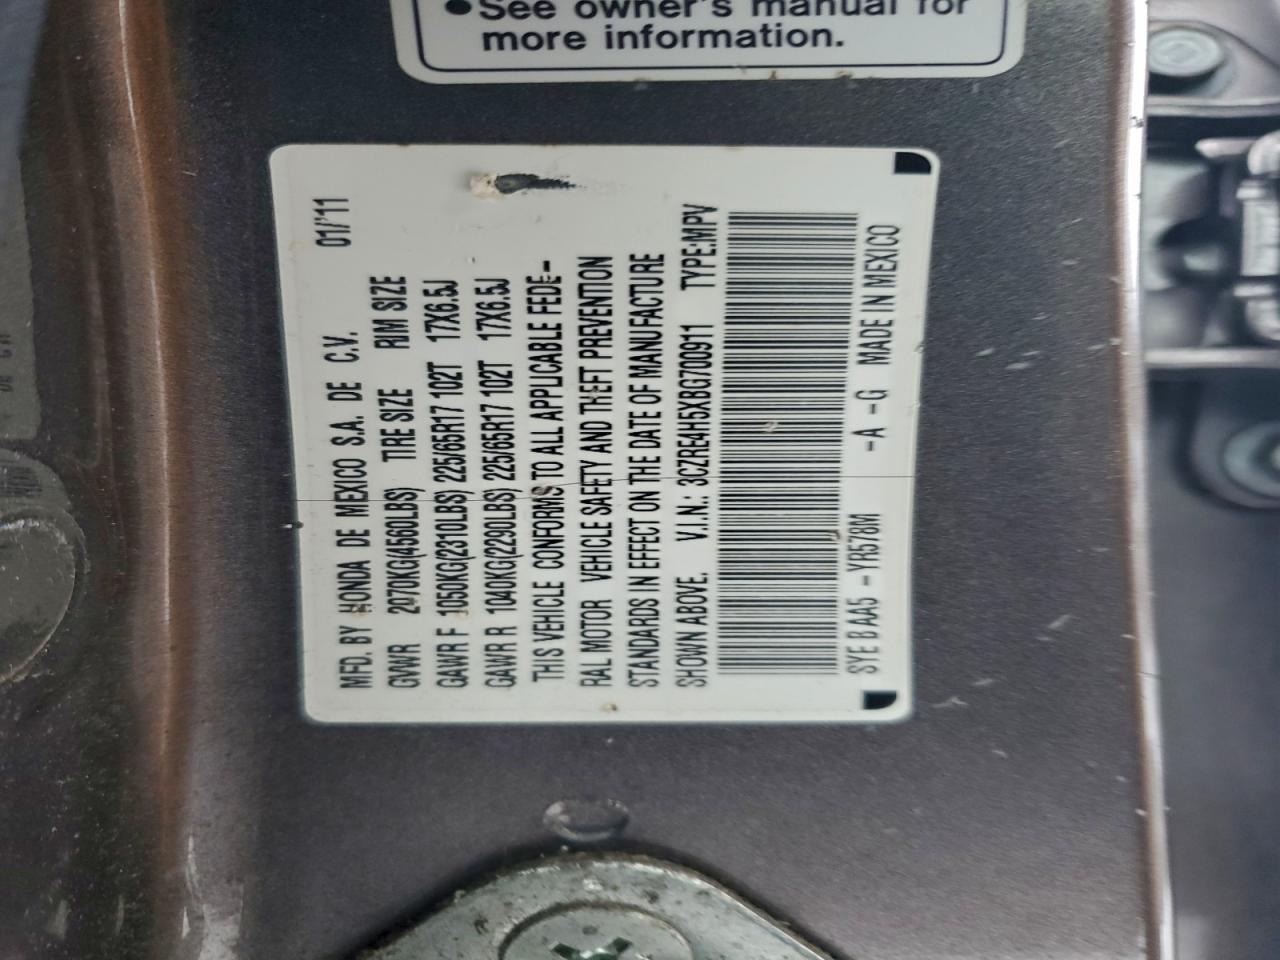 See owner's manual for
more information.
01/'11
MFD. BY HONDA DE MEXICO S.A. DE C.V.
GVWR 2070KG(4560LBS) TIRE SIZE RIM SIZE
GAWR F 1050KG(2310LBS) 225/65R17 102T 17X6.5J
GAWR R 1040KG(2290LBS) 225/65R17 102T 17X6.5J
THIS VEHICLE CONFORMS TO ALL APPLICABLE FEDE-
RAL MOTOR VEHICLE SAFETY AND THEFT PREVENTION
STANDARDS IN EFFECT ON THE DATE OF MANUFACTURE
SHOWN ABOVE. V.I.N.: 3CZRE4H5XBG700911 TYPE:MPV
SYE B AA5 - YR578M -A -G MADE IN MEXICO